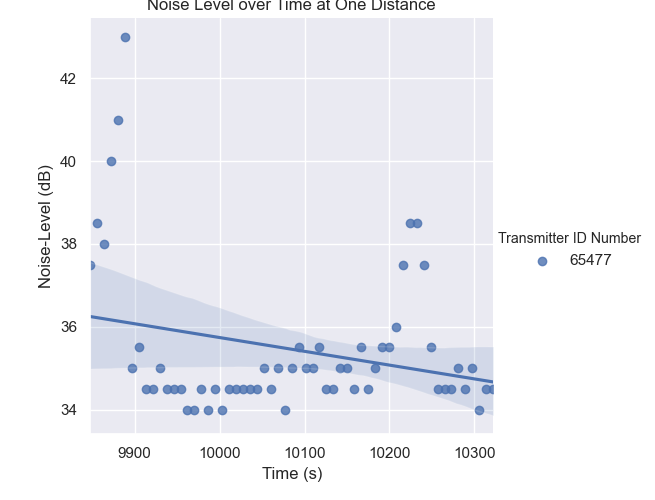 Noise Level over Time at One Distance
42
40
38
36
34
Noise-Level (dB)
9900 10000 10100 10200 10300
Time (s)
Transmitter ID Number
65477